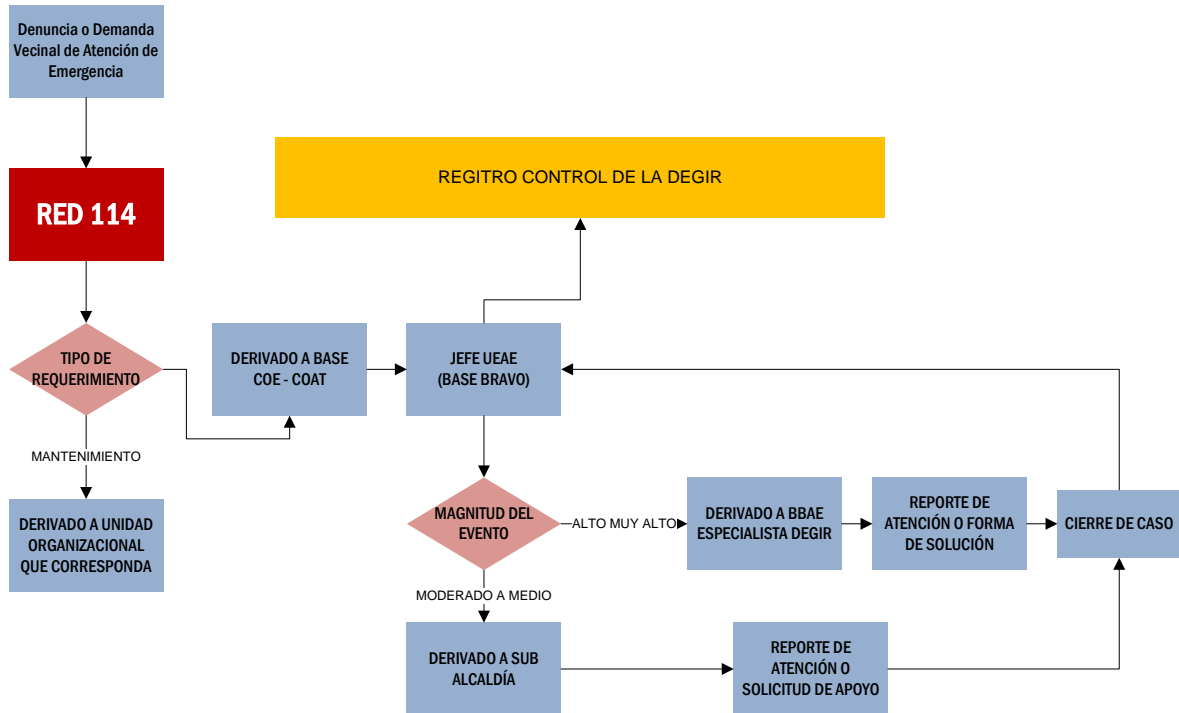 Denuncia o Demanda
Vecinal de Atención de
Emergencia
REGITRO CONTROL DE LA DEGIR
RED 114
TIPO DE
REQUERIMIENTO
DERIVADO A BASE
COE - COAT
JEFE UEAE
(BASE BRAVO)
MANTENIMIENTO
DERIVADO A UNIDAD
ORGANIZACIONAL
QUE CORRESPONDA
MAGNITUD DEL
EVENTO
ALTO MUY ALTO
DERIVADO A BBAE
ESPECIALISTA DEGIR
REPORTE DE
ATENCIÓN O FORMA
DE SOLUCIÓN
CIERRE DE CASO
MODERADO A MEDIO
DERIVADO A SUB
ALCALDÍA
REPORTE DE
ATENCIÓN O
SOLICITUD DE APOYO